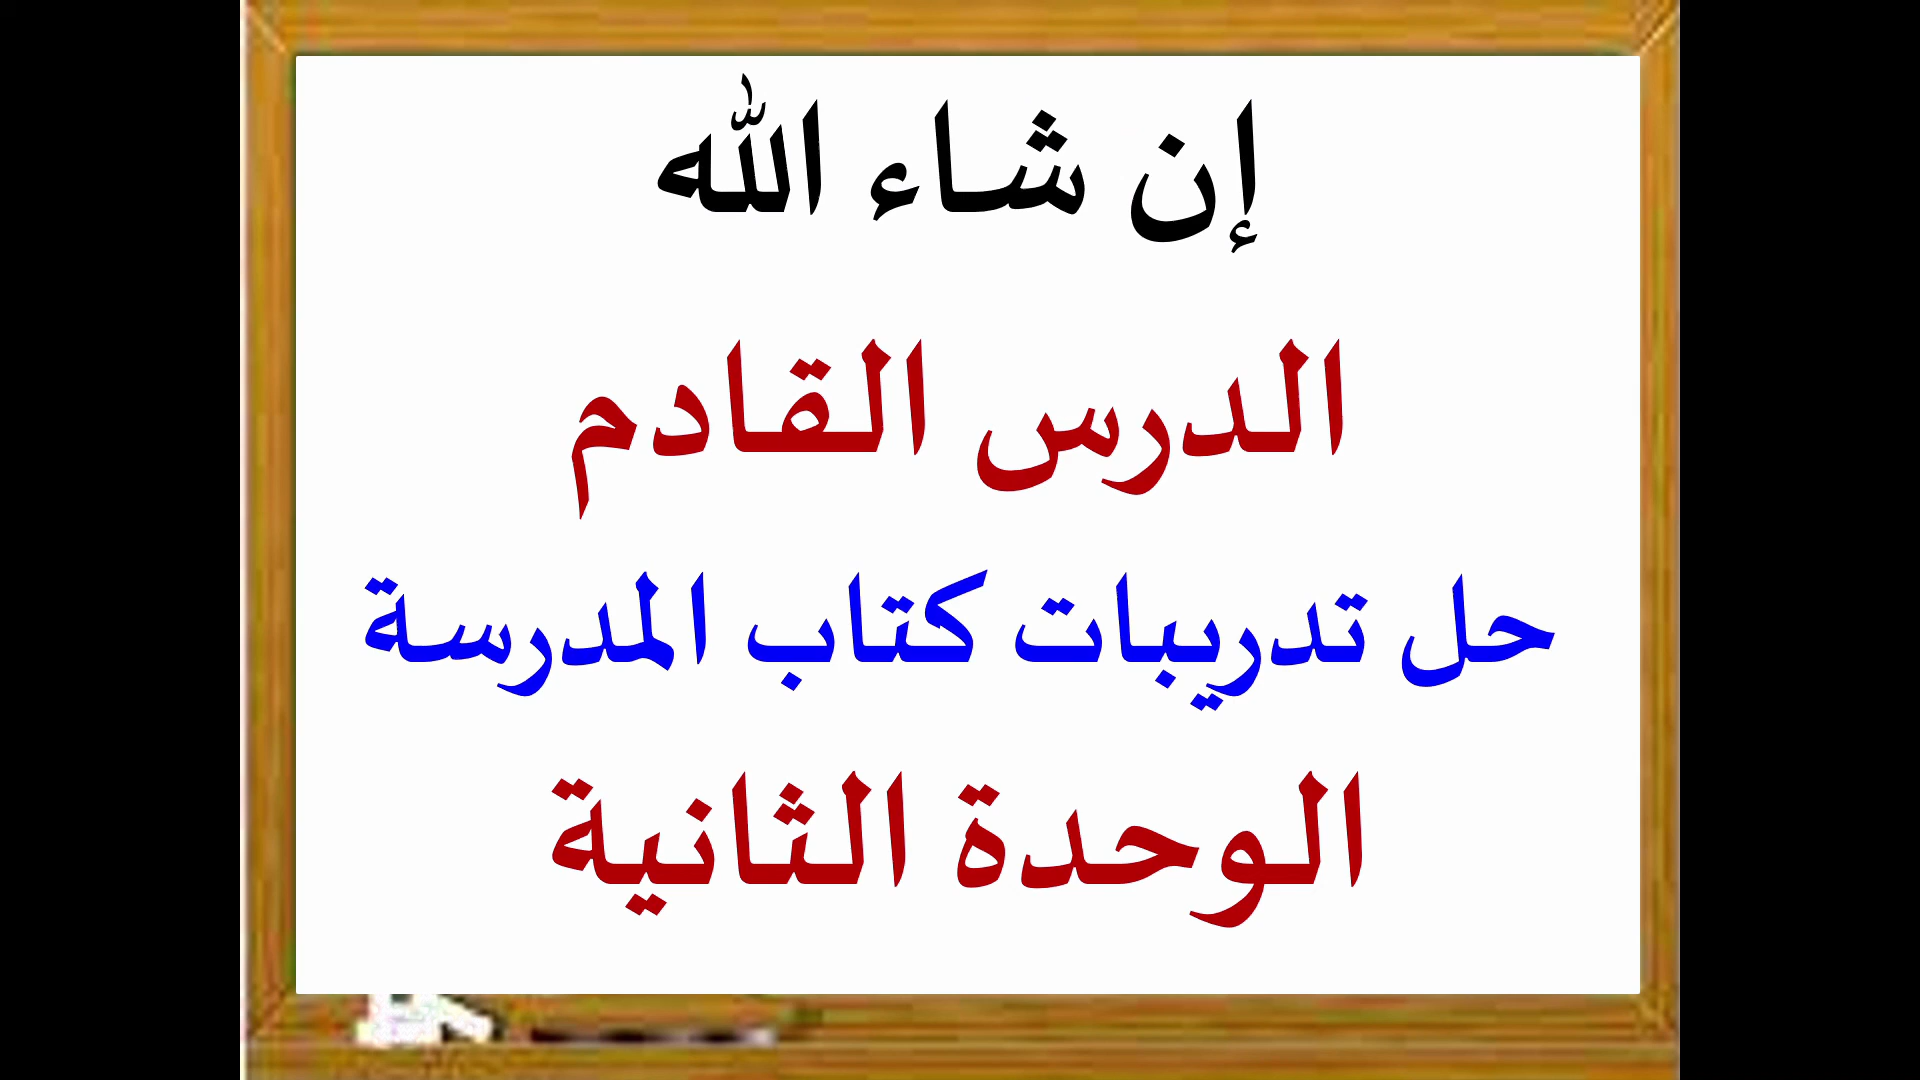 إن شاء الله
الدرس القادم
حل تدريبات كتاب المدرسة
الوحدة الثانية